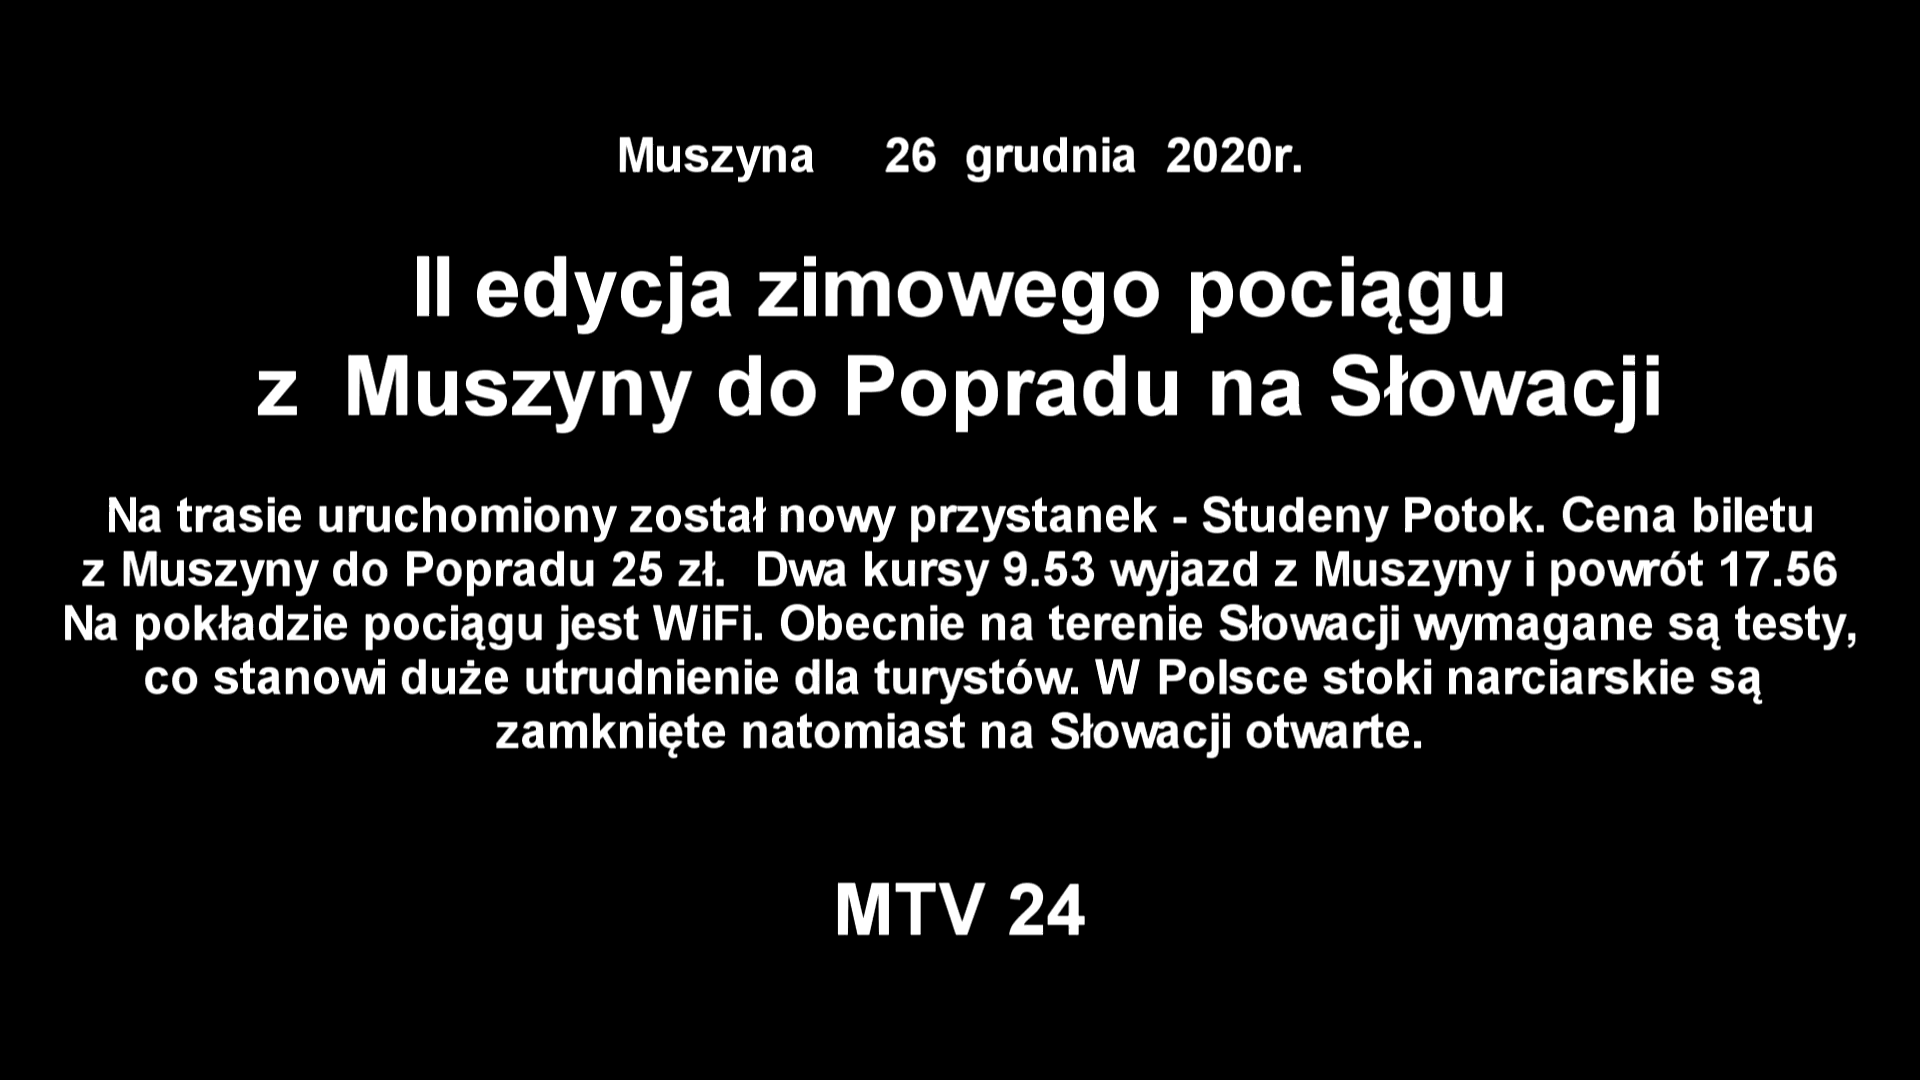 Muszyna 26 grudnia 2020r.
II edycja zimowego pociągu
z Muszyny do Popradu na Słowacji
Na trasie uruchomiony został nowy przystanek - Studeny Potok. Cena biletu
z Muszyny do Popradu 25 zł. Dwa kursy 9.53 wyjazd z Muszyny i powrót 17.56
Na pokładzie pociągu jest WiFi. Obecnie na terenie Słowacji wymagane są testy,
co stanowi duże utrudnienie dla turystów. W Polsce stoki narciarskie są
zamknięte natomiast na Słowacji otwarte.
MTV 24